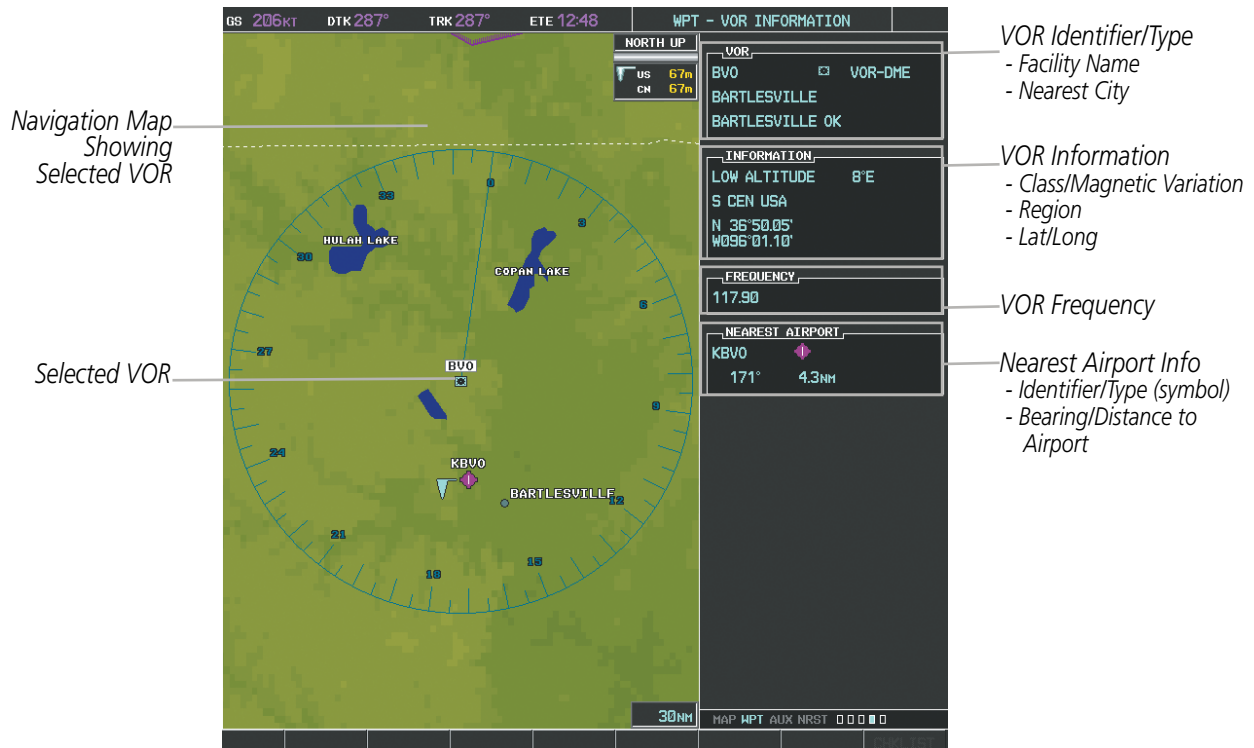 GS 206KT DTK 287° TRK 287° ETE 12:48 WPT – VOR INFORMATION
NORTH UP
US 67m
CN 67m
Navigation Map
Showing
Selected VOR
Selected VOR
33
0
3
30
6
27
9
24
12
21
18
15
HULAH LAKE
COPAN LAKE
BVO
KBVO
BARTLESVILLE
30NM
VOR
BVO VOR-DME
BARTLESVILLE
BARTLESVILLE OK
INFORMATION
LOW ALTITUDE 8°E
S CEN USA
N 36°50.05'
W096°01.10'
FREQUENCY
117.90
NEAREST AIRPORT
KBVO
171° 4.3NM
MAP WPT AUX NRST
CHKLIST
VOR Identifier/Type
- Facility Name
- Nearest City
VOR Information
- Class/Magnetic Variation
- Region
- Lat/Long
VOR Frequency
Nearest Airport Info
- Identifier/Type (symbol)
- Bearing/Distance to
Airport